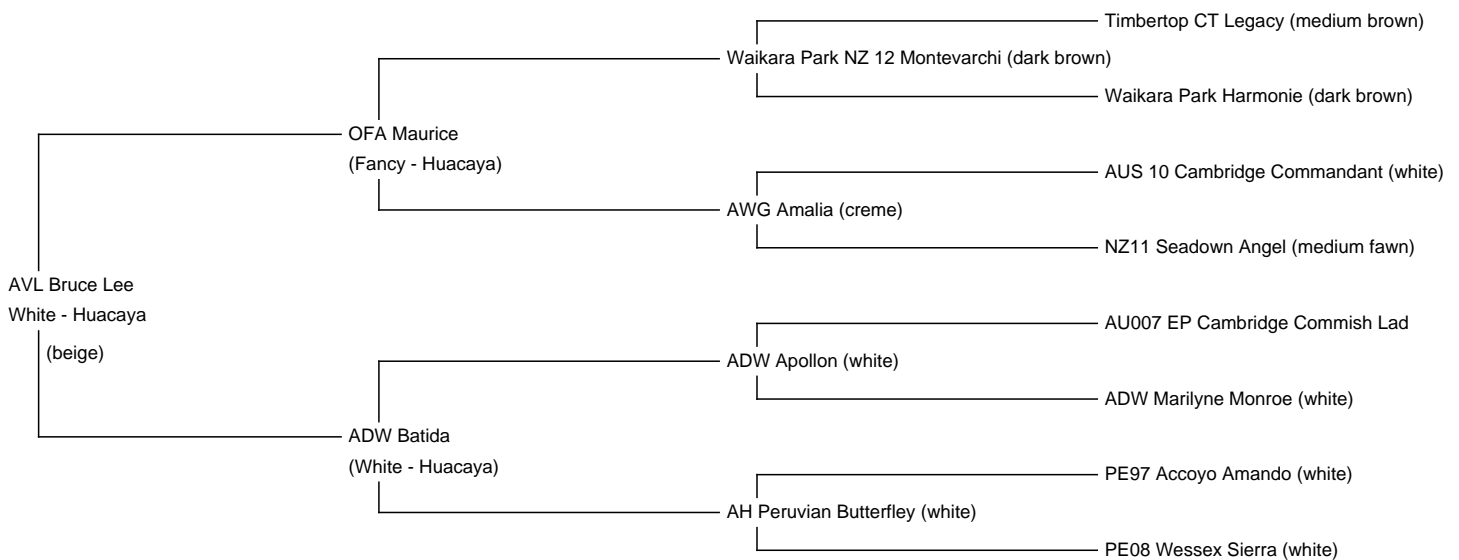 Timbertop CT Legacy (medium brown)
Waikara Park NZ 12 Montevarchi (dark brown)
Waikara Park Harmonie (dark brown)
OFA Maurice
(Fancy - Huacaya)
AUS 10 Cambridge Commandant (white)
AWG Amalia (creme)
NZ11 Seadown Angel (medium fawn)
AVL Bruce Lee
White - Huacaya
(beige)
AU007 EP Cambridge Commish Lad
ADW Apollon (white)
ADW Marilyne Monroe (white)
ADW Batida
(White - Huacaya)
PE97 Accoyo Amando (white)
AH Peruvian Butterfley (white)
PE08 Wessex Sierra (white)